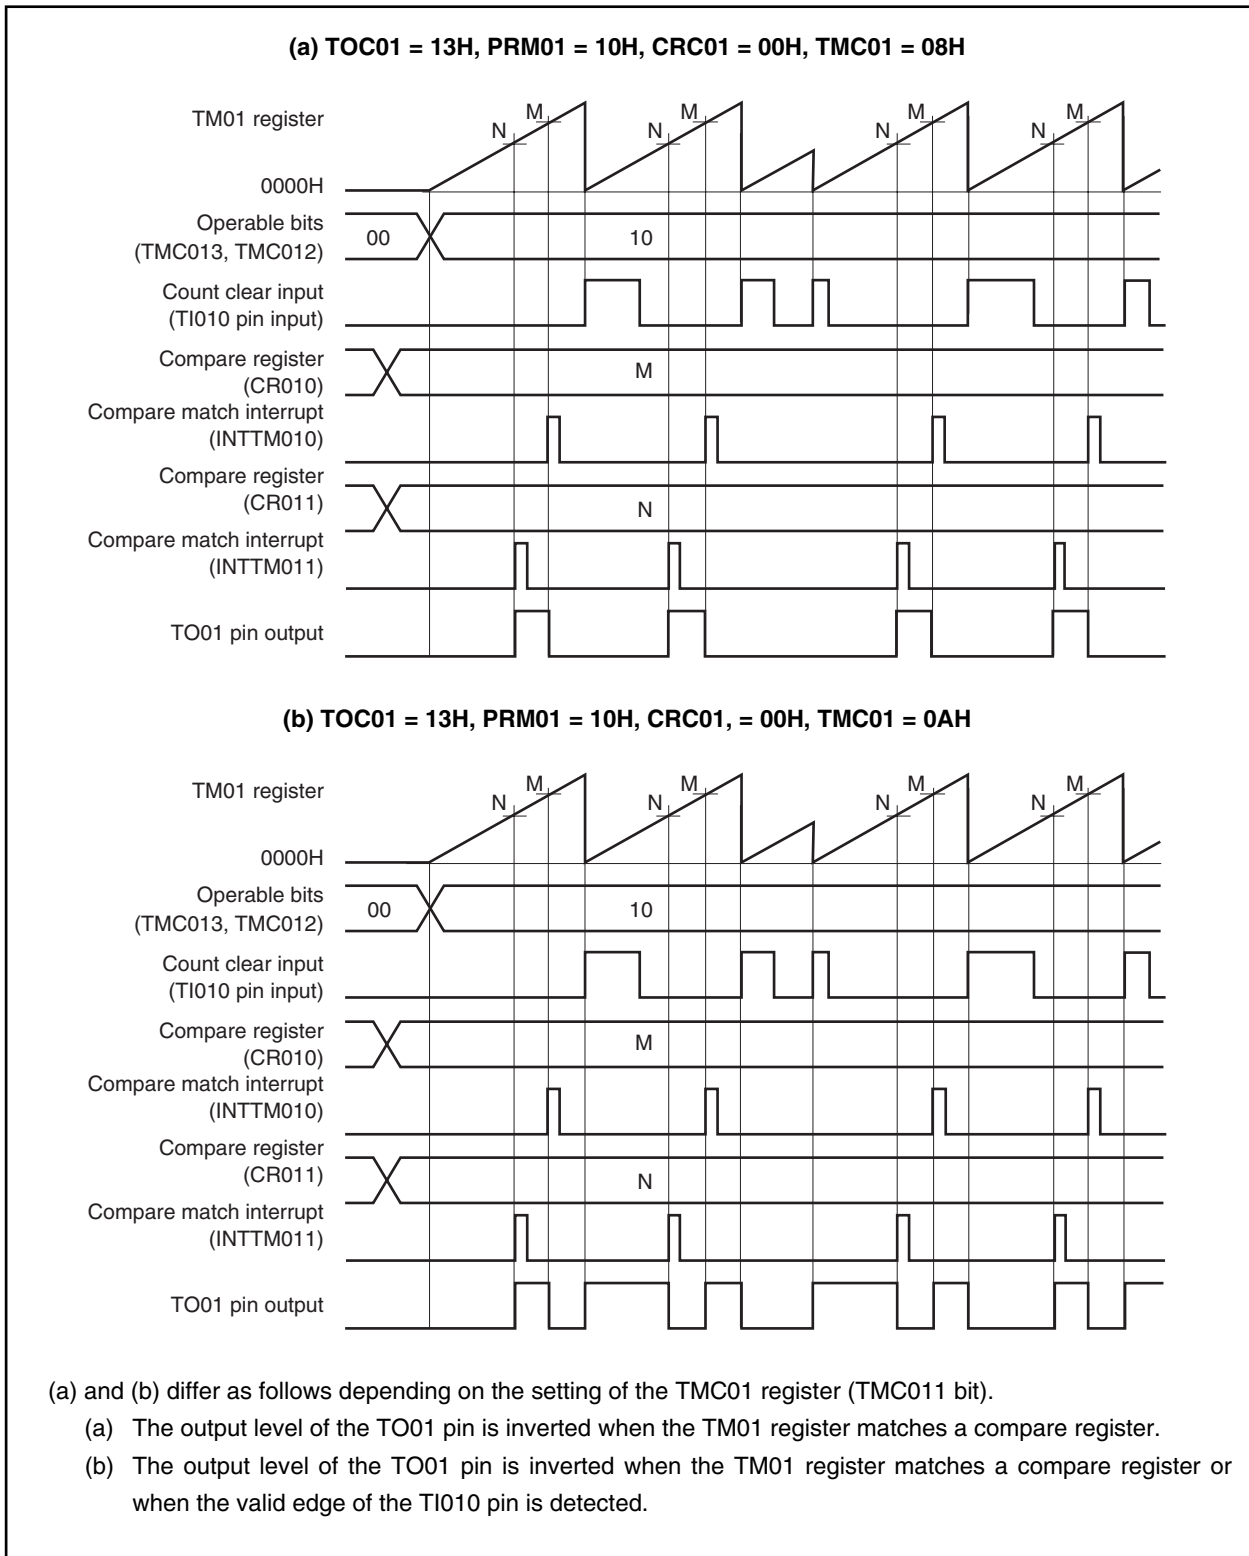 (a) TOC01 = 13H, PRM01 = 10H, CRC01 = 00H, TMC01 = 08H
TM01 register
N M N M N M N M
0000H
Operable bits
(TMC013, TMC012)
00 10
Count clear input
(TI010 pin input)
Compare register
(CR010)
M
Compare match interrupt
(INTTM010)
Compare register
(CR011)
N
Compare match interrupt
(INTTM011)
TO01 pin output
(b) TOC01 = 13H, PRM01 = 10H, CRC01, = 00H, TMC01 = 0AH
TM01 register
N M N M N M N M
0000H
Operable bits
(TMC013, TMC012)
00 10
Count clear input
(TI010 pin input)
Compare register
(CR010)
M
Compare match interrupt
(INTTM010)
Compare register
(CR011)
N
Compare match interrupt
(INTTM011)
TO01 pin output
(a) and (b) differ as follows depending on the setting of the TMC01 register (TMC011 bit).
(a) The output level of the TO01 pin is inverted when the TM01 register matches a compare register.
(b) The output level of the TO01 pin is inverted when the TM01 register matches a compare register or
when the valid edge of the TI010 pin is detected.